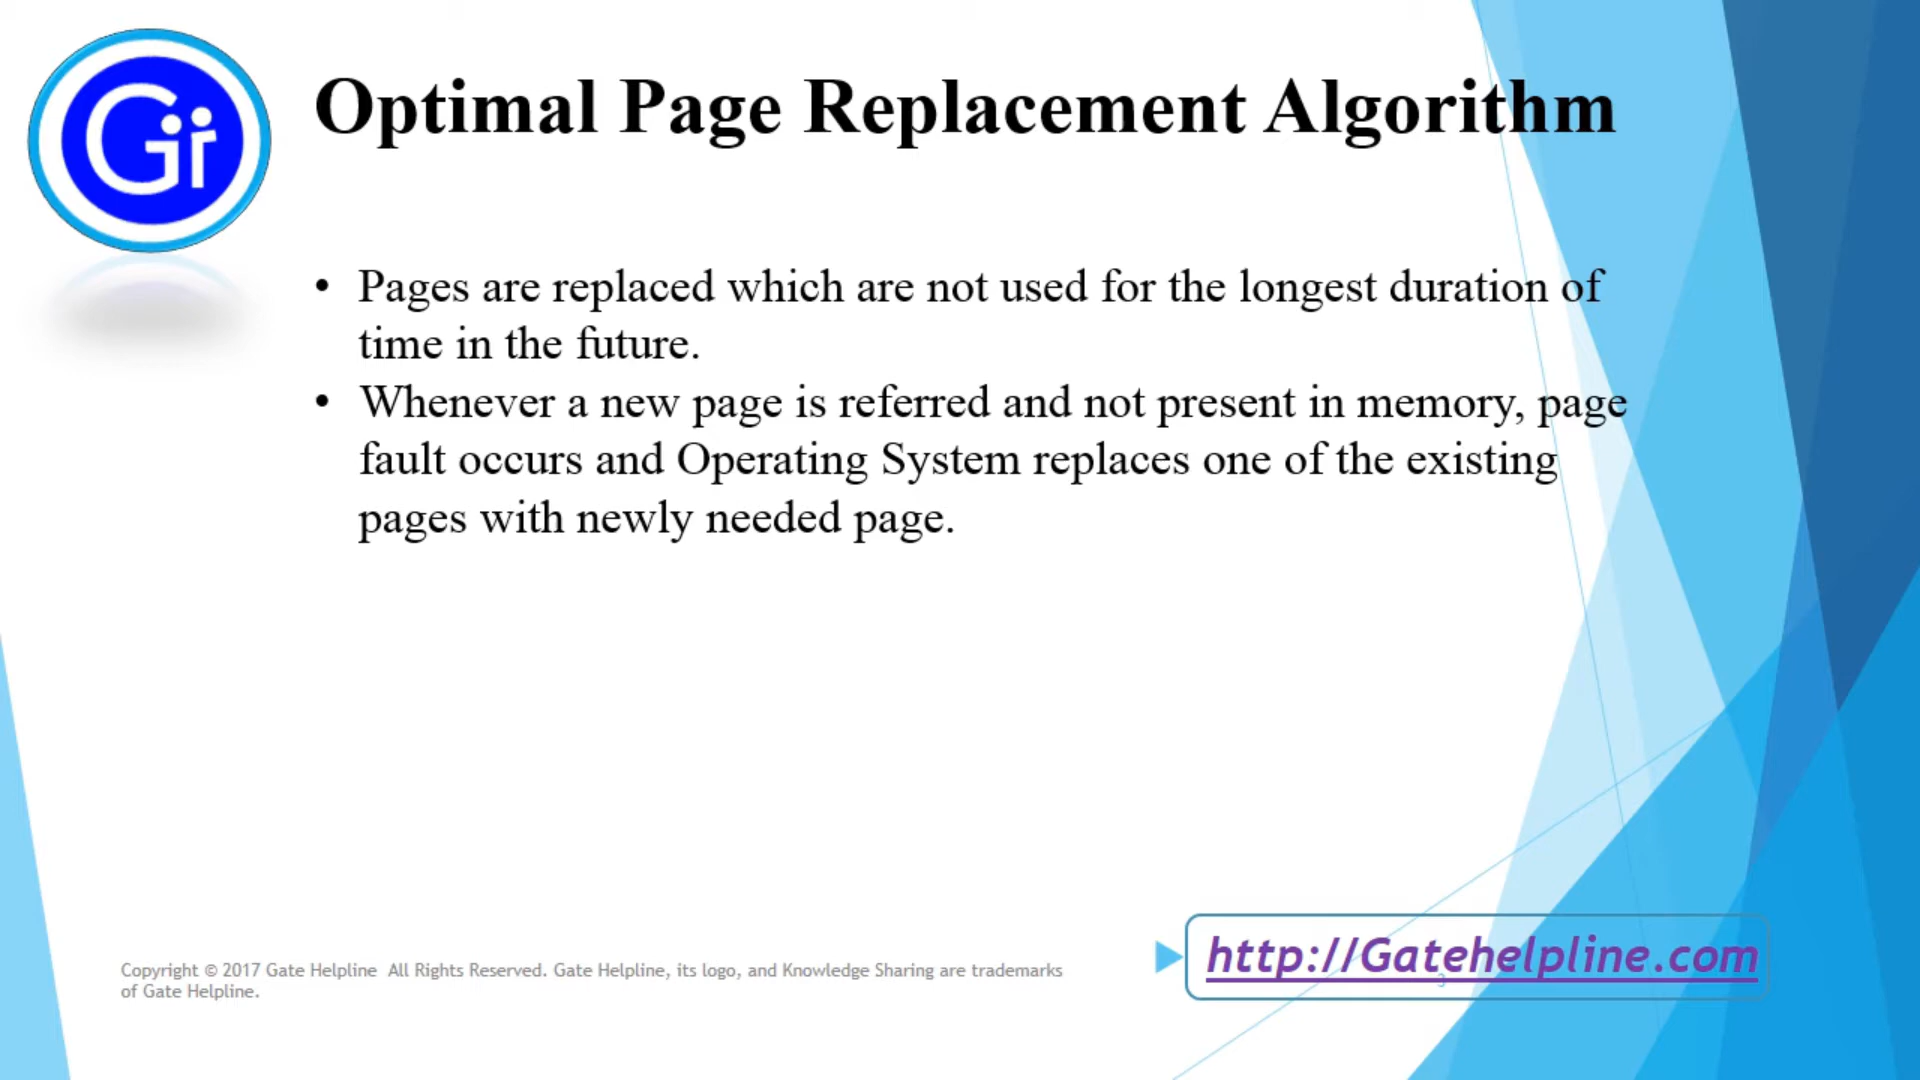 Gi
Optimal Page Replacement Algorithm
• Pages are replaced which are not used for the longest duration of
time in the future.
• Whenever a new page is referred and not present in memory, page
fault occurs and Operating System replaces one of the existing
pages with newly needed page.
Copyright © 2017 Gate Helpline All Rights Reserved. Gate Helpline, its logo, and Knowledge Sharing are trademarks
of Gate Helpline.
http://Gatehelpline.com
3